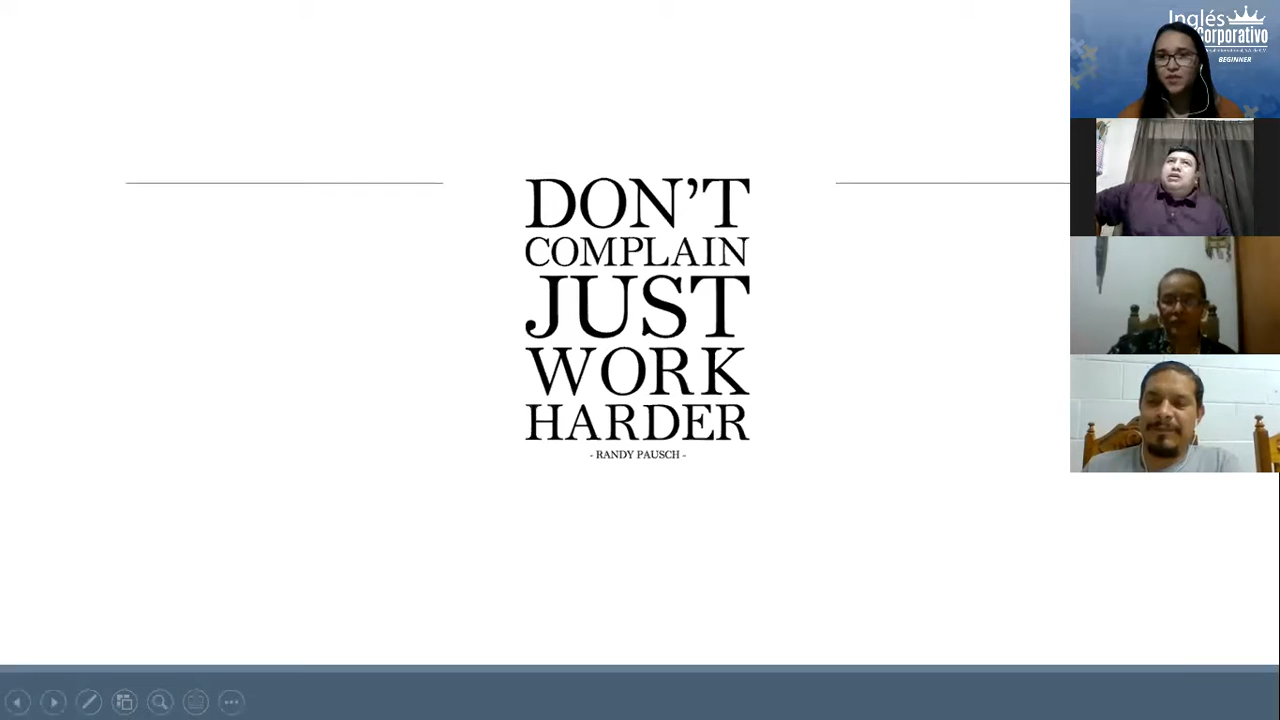 DON'T
COMPLAIN
JUST
WORK
HARDER
- RANDY PAUSCH -
Inglés
Corporativo
BEGINNER